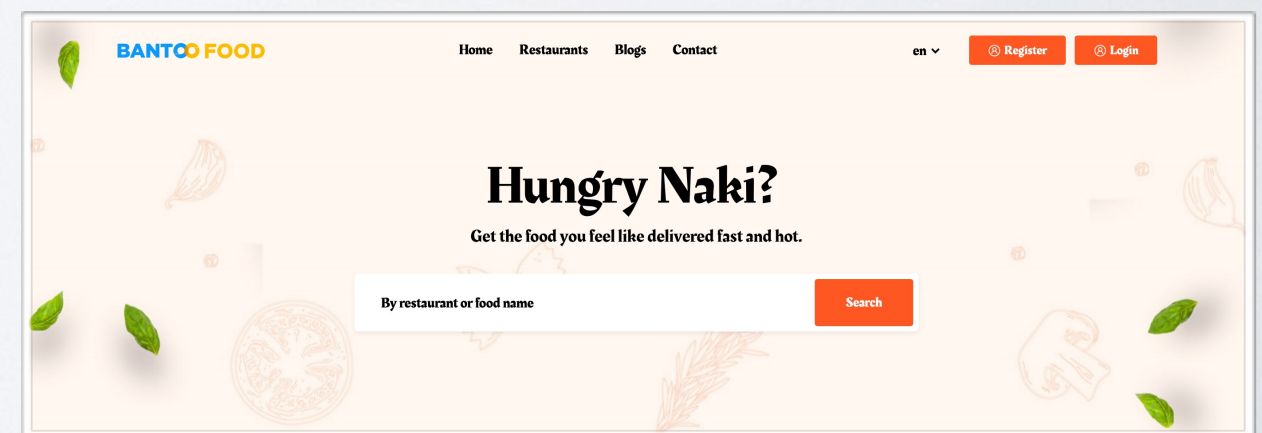 BANTOO FOOD
Home Restaurants Blogs Contact
en
Register Login
Hungry Naki?
Get the food you feel like delivered fast and hot.
By restaurant or food name
Search